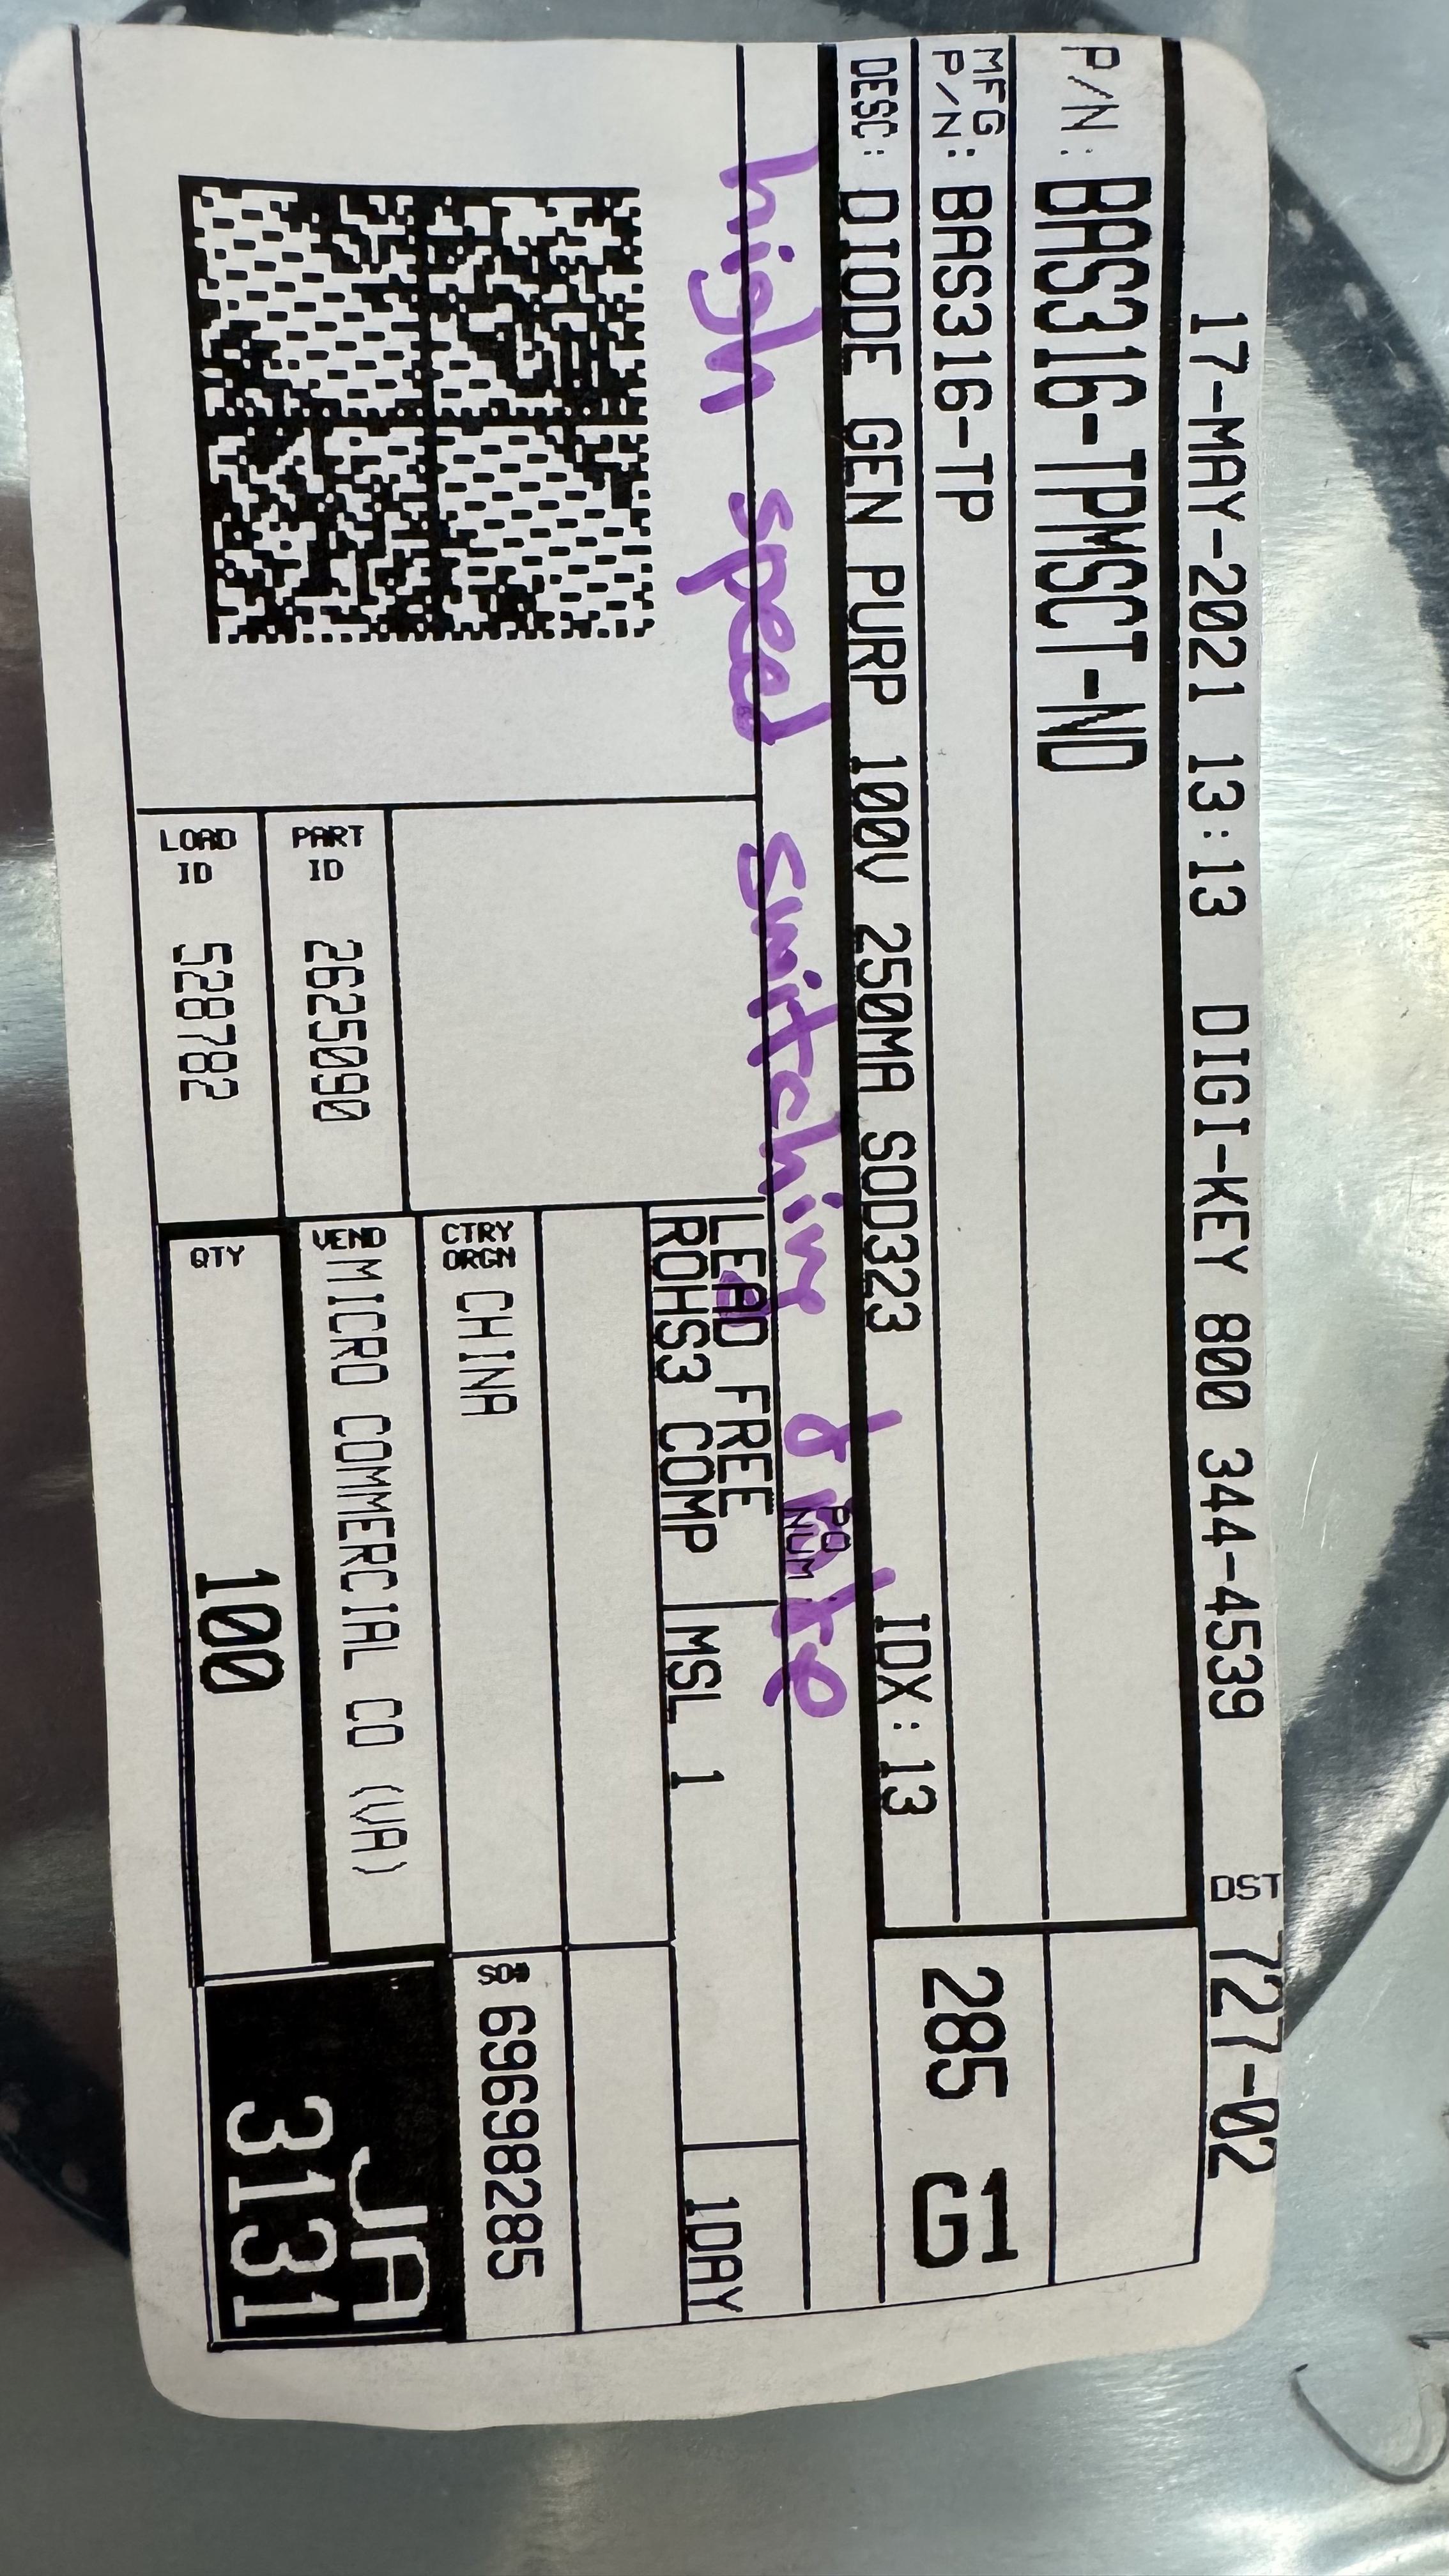 17-MAY-2021 13:13 DIGI-KEY 800 344-4539 DST 727-02
P/N: BAS316-TPMSCT-ND
MFG P/N: BAS316-TP
285 G1
DESC: DIODE GEN PURP 100V 250MA SOD323 IDX:13
PO NUM:
high speed switching diode
LEAD FREE
ROHS3 COMP
MSL 1
1DAY
CTRY ORGN CHINA
SO# 69698285
PART ID 2625090
VEND MICRO COMMERCIAL CO (VA)
LOAD ID 528782
QTY 100
JA
3131